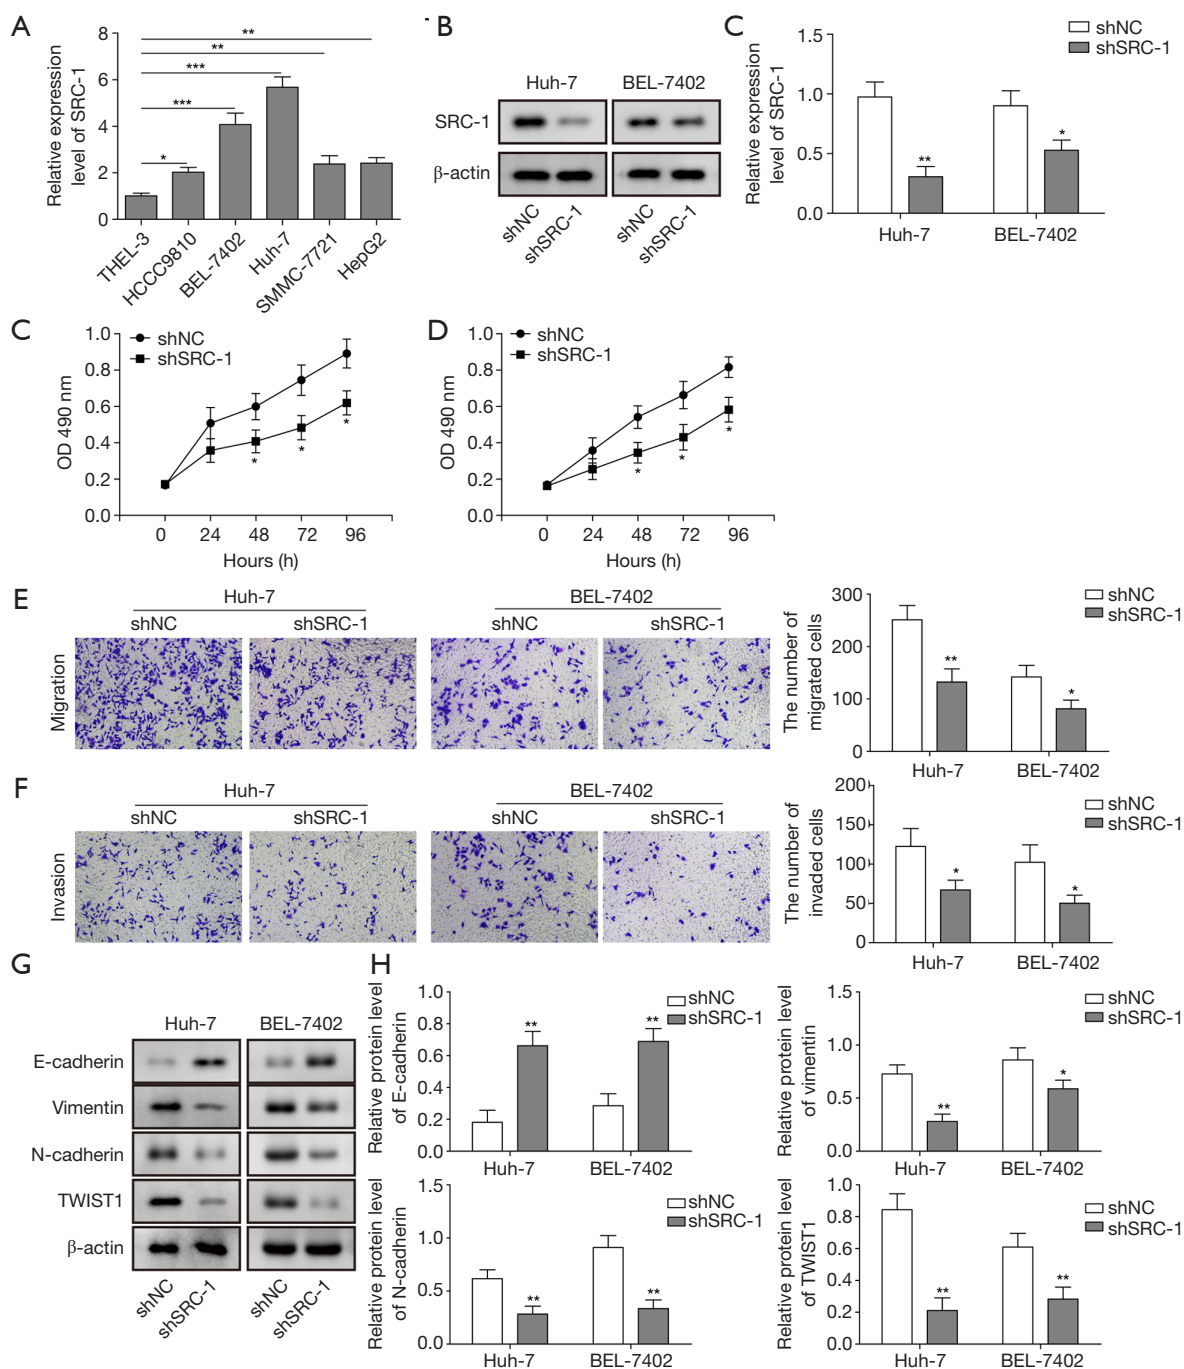 A
Relative expression
level of SRC-1
8
6
4
2
0
**
**
***
***
*
THEL-3
HCCC9810
BEL-7402
Huh-7
SMMC-7721
HepG2
B
Huh-7
BEL-7402
SRC-1
β-actin
shNC
shSRC-1
shNC
shSRC-1
C
Relative expression
level of SRC-1
1.5
1.0
0.5
0.0
shNC
shSRC-1
**
*
Huh-7
BEL-7402
C
OD 490 nm
1.0
0.8
0.6
0.4
0.2
0.0
shNC
shSRC-1
*
*
*
0
24
48
72
96
Hours (h)
D
OD 490 nm
1.0
0.8
0.6
0.4
0.2
0.0
shNC
shSRC-1
*
*
*
0
24
48
72
96
Hours (h)
E
Huh-7
BEL-7402
shNC
shSRC-1
shNC
shSRC-1
Migration
The number of
migrated cells
300
250
200
150
100
50
0
shNC
shSRC-1
**
*
Huh-7
BEL-7402
F
Huh-7
BEL-7402
shNC
shSRC-1
shNC
shSRC-1
Invasion
The number of
invaded cells
200
150
100
50
0
shNC
shSRC-1
*
*
Huh-7
BEL-7402
G
Huh-7
BEL-7402
E-cadherin
Vimentin
N-cadherin
TWIST1
β-actin
shNC
shSRC-1
shNC
shSRC-1
H
Relative protein level
of E-cadherin
1.0
0.8
0.6
0.4
0.2
0.0
shNC
shSRC-1
**
**
Huh-7
BEL-7402
Relative protein level
of vimentin
1.5
1.0
0.5
0.0
shNC
shSRC-1
**
*
Huh-7
BEL-7402
Relative protein level
of N-cadherin
1.5
1.0
0.5
0.0
shNC
shSRC-1
**
**
Huh-7
BEL-7402
Relative protein level
of TWIST1
1.0
0.8
0.6
0.4
0.2
0.0
shNC
shSRC-1
**
**
Huh-7
BEL-7402